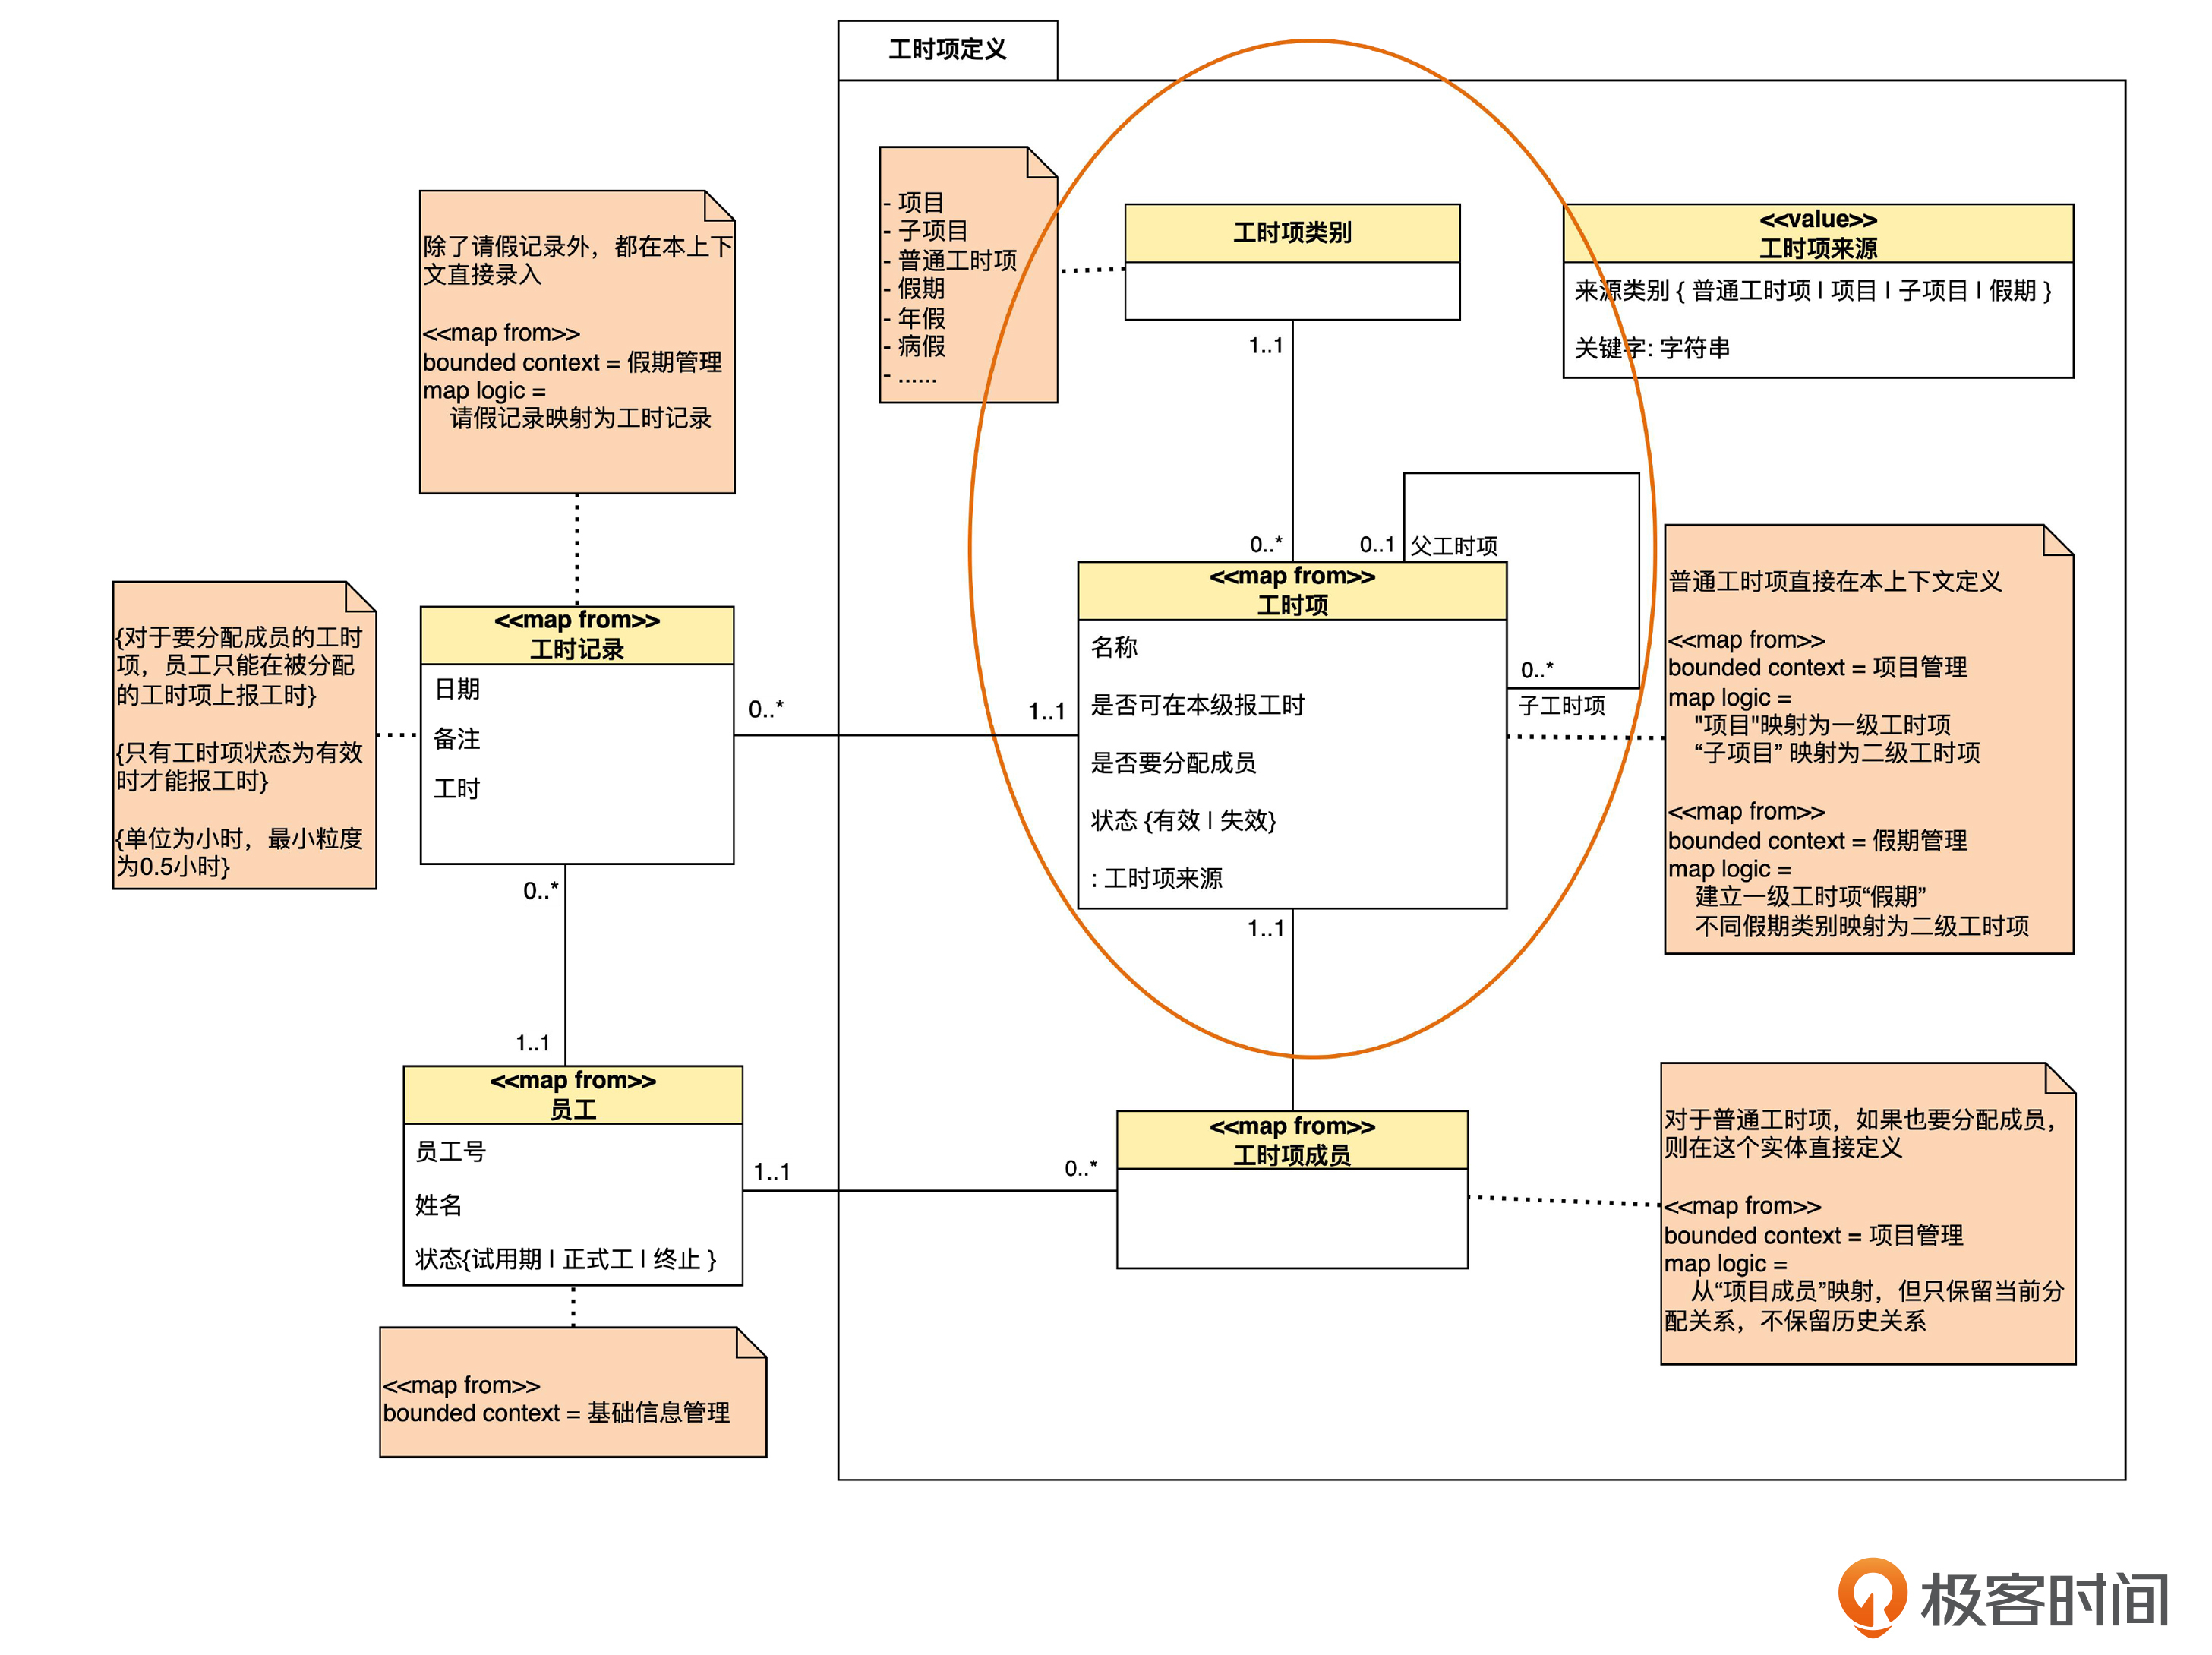 工时项定义
- 项目
- 子项目
- 普通工时项
- 假期
- 年假
- 病假
- ......
工时项类别
<<value>>
工时项来源
来源类别 { 普通工时项 | 项目 | 子项目 | 假期 }
关键字: 字符串
除了请假记录外，都在本上下
文直接录入
<<map from>>
bounded context = 假期管理
map logic =
请假记录映射为工时记录
1..1
0..*
0..1
父工时项
0..*
子工时项
<<map from>>
工时项
名称
是否可在本级报工时
是否要分配成员
状态 {有效 | 失效}
: 工时项来源
普通工时项直接在本上下文定义
<<map from>>
bounded context = 项目管理
map logic =
"项目"映射为一级工时项
“子项目” 映射为二级工时项
<<map from>>
bounded context = 假期管理
map logic =
建立一级工时项“假期”
不同假期类别映射为二级工时项
{对于要分配成员的工时
项，员工只能在被分配
的工时项上报工时}
{只有工时项状态为有效
时才能报工时}
{单位为小时，最小粒度
为0.5小时}
<<map from>>
工时记录
日期
备注
工时
0..*
1..1
0..*
1..1
1..1
<<map from>>
员工
员工号
姓名
状态{试用期 | 正式工 | 终止 }
1..1
0..*
<<map from>>
工时项成员
对于普通工时项，如果也要分配成员，
则在这个实体直接定义
<<map from>>
bounded context = 项目管理
map logic =
从“项目成员”映射，但只保留当前分
配关系，不保留历史关系
<<map from>>
bounded context = 基础信息管理
极客时间